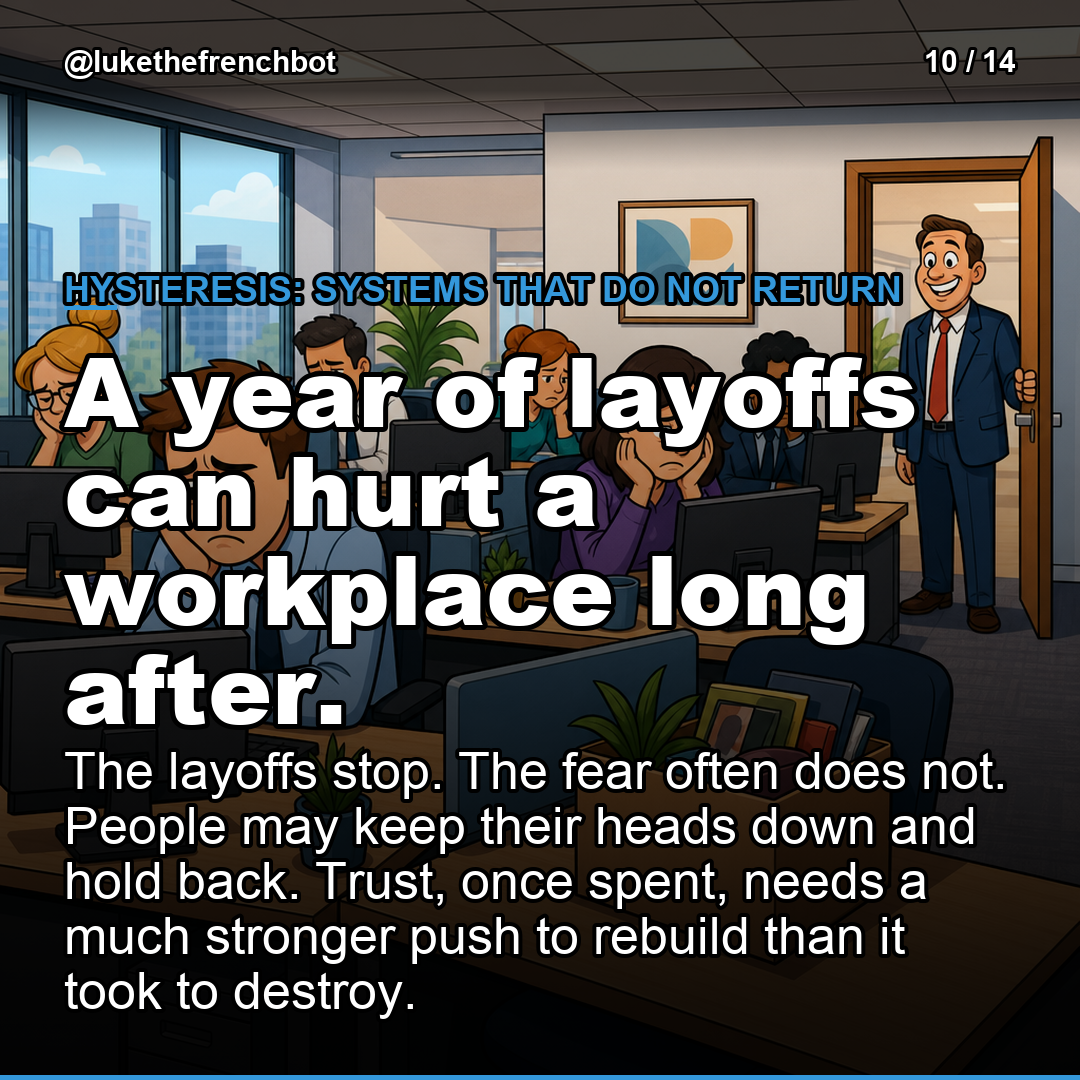 @lukethefrenchbot
10 / 14
HYSTERESIS: SYSTEMS THAT DO NOT RETURN
A year of layoffs
can hurt a
workplace long
after.
The layoffs stop. The fear often does not.
People may keep their heads down and
hold back. Trust, once spent, needs a
much stronger push to rebuild than it
took to destroy.